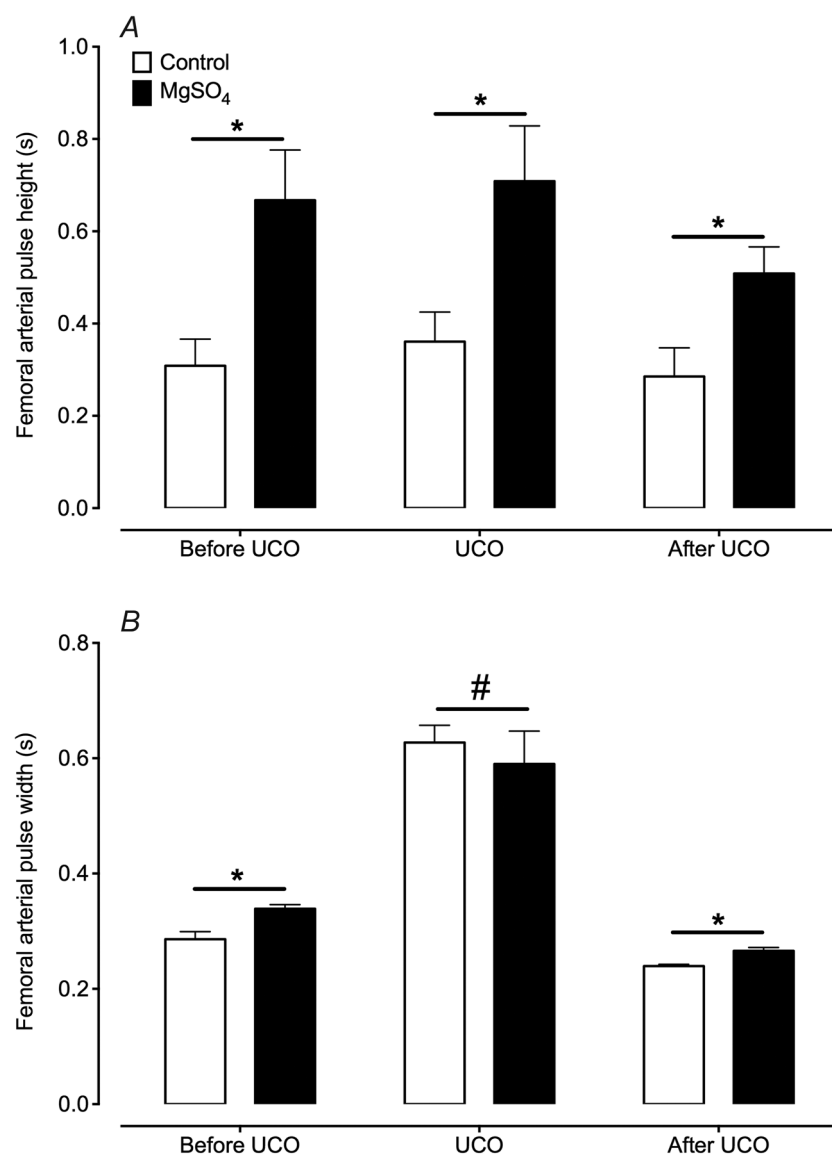 A
1.0
Control
MgSO₄
0.8
0.6
0.4
0.2
0.0
Femoral arterial pulse height (s)
*
*
*
Before UCO
UCO
After UCO
B
0.8
0.6
0.4
0.2
0.0
Femoral arterial pulse width (s)
*
#
*
Before UCO
UCO
After UCO